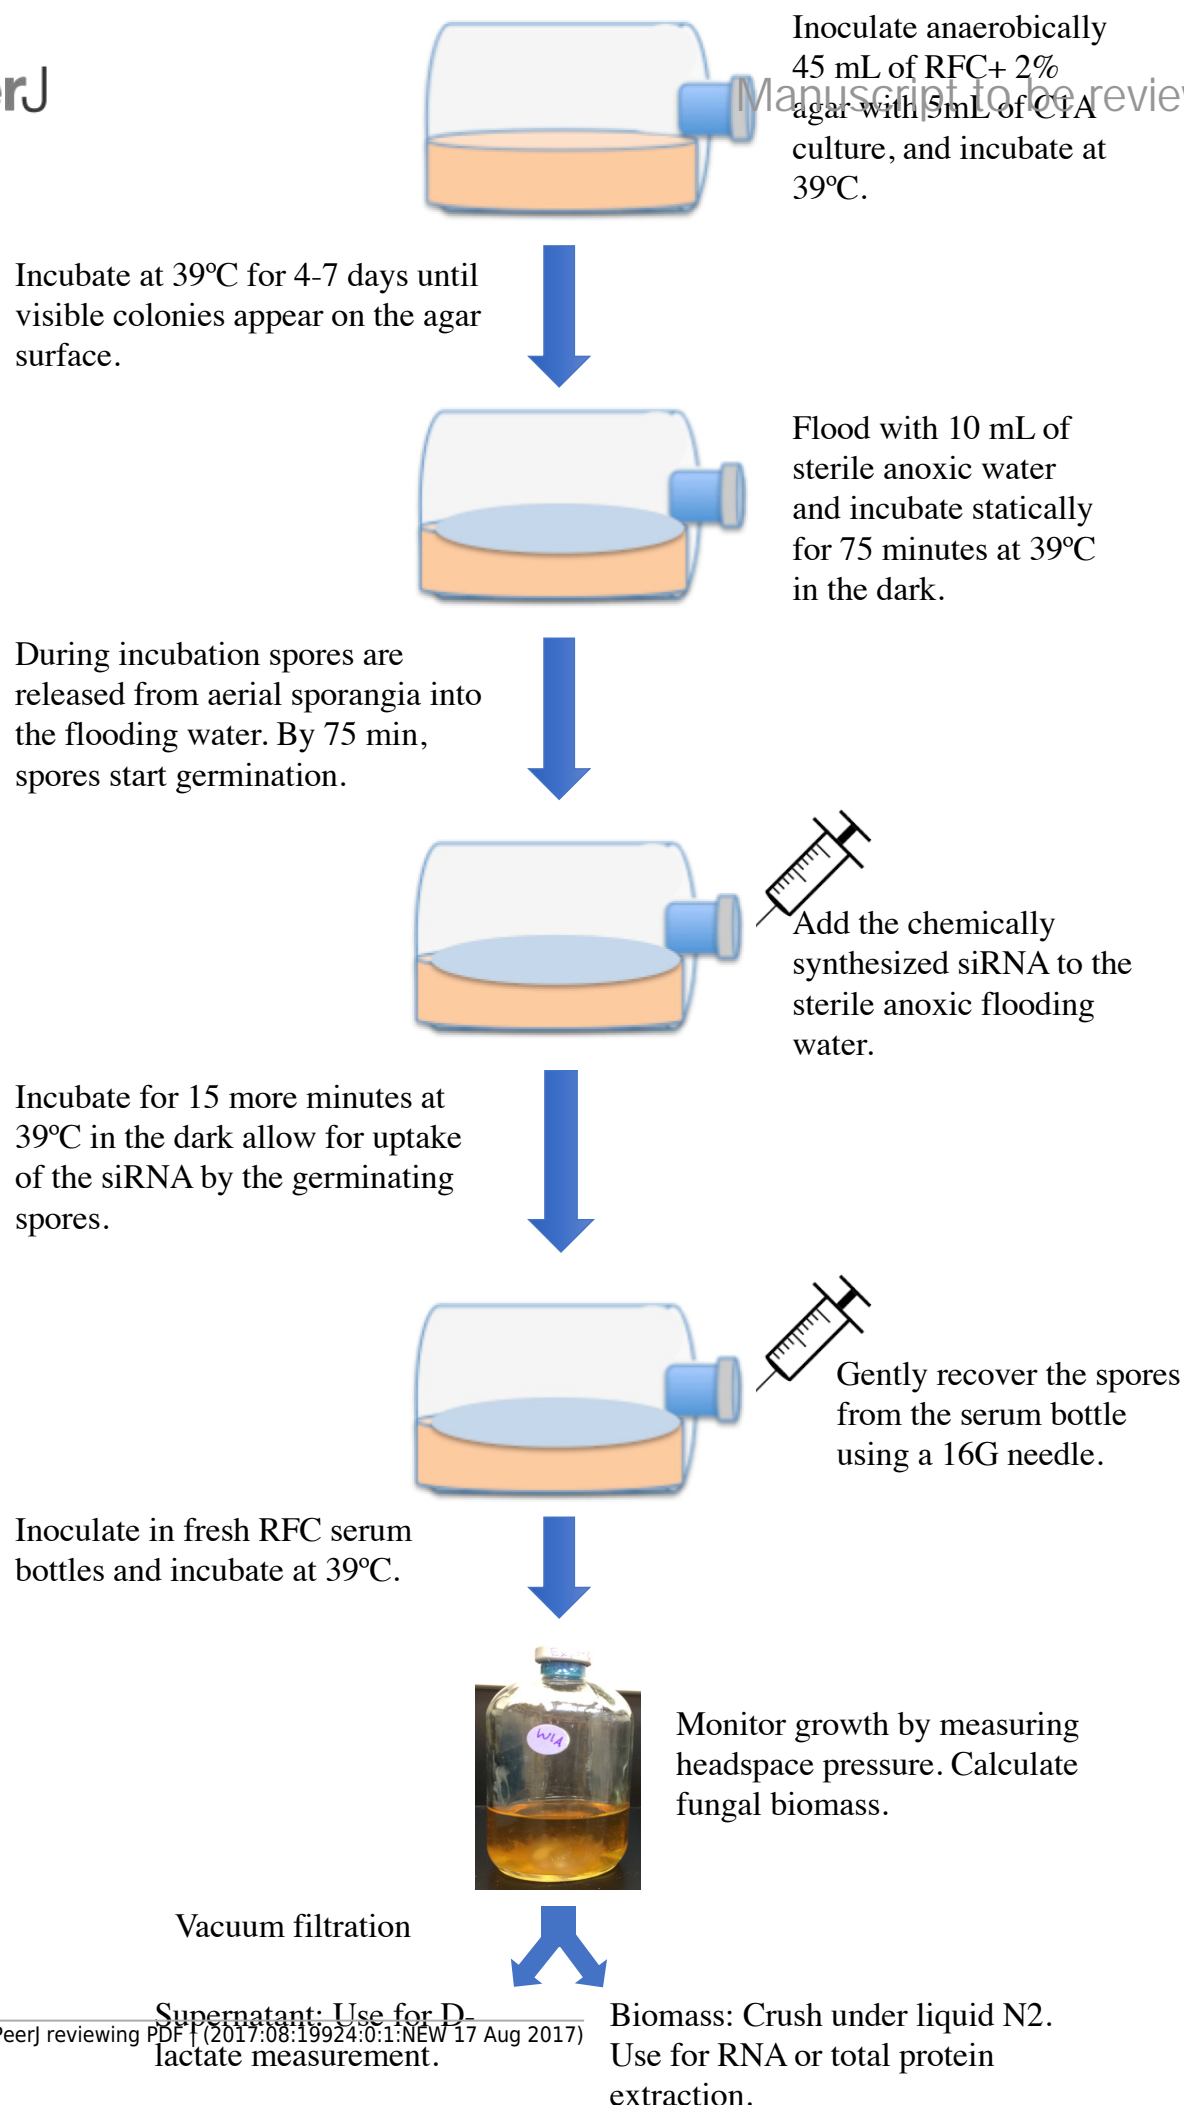 erJ
Manuscript to be review
Inoculate anaerobically
45 mL of RFC+ 2%
agar with 5mL of C1A
culture, and incubate at
39ºC.
Incubate at 39ºC for 4-7 days until
visible colonies appear on the agar
surface.
Flood with 10 mL of
sterile anoxic water
and incubate statically
for 75 minutes at 39ºC
in the dark.
During incubation spores are
released from aerial sporangia into
the flooding water. By 75 min,
spores start germination.
Add the chemically
synthesized siRNA to the
sterile anoxic flooding
water.
Incubate for 15 more minutes at
39ºC in the dark allow for uptake
of the siRNA by the germinating
spores.
Gently recover the spores
from the serum bottle
using a 16G needle.
Inoculate in fresh RFC serum
bottles and incubate at 39ºC.
Monitor growth by measuring
headspace pressure. Calculate
fungal biomass.
Vacuum filtration
Supernatant: Use for D-
lactate measurement.
Biomass: Crush under liquid N2.
Use for RNA or total protein
extraction.
PeerJ reviewing PDF | (2017:08:19924:0:1:NEW 17 Aug 2017)